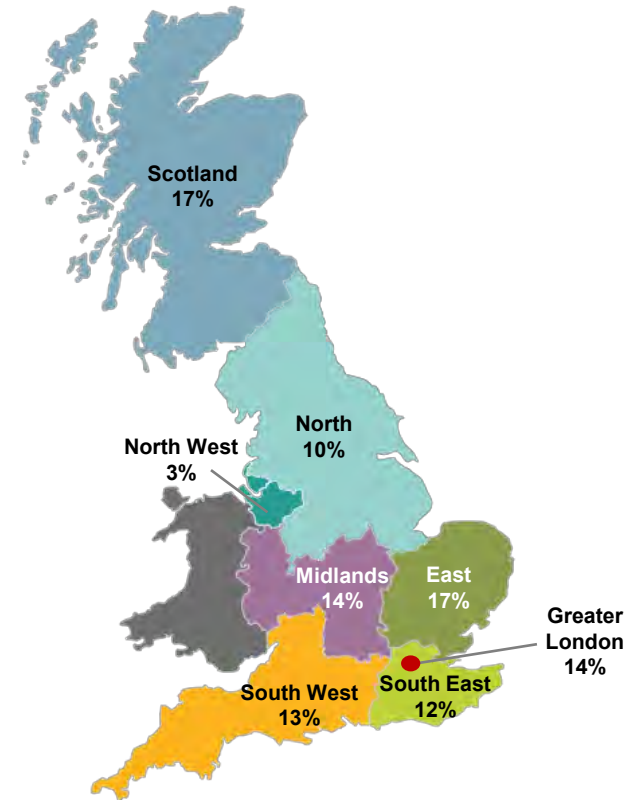 Scotland
17%
North
10%
North West
3%
Midlands
14%
East
17%
Greater
London
14%
South East
12%
South West
13%